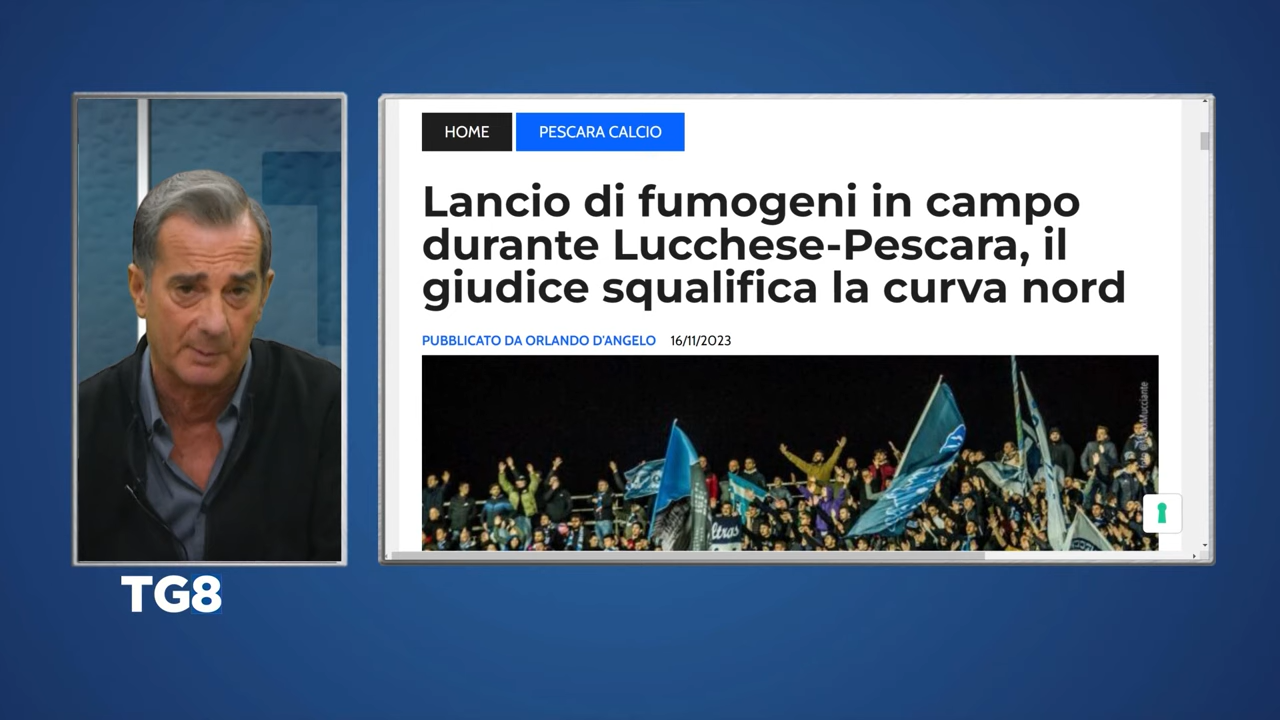 HOME
PESCARA CALCIO
Lancio di fumogeni in campo
durante Lucchese-Pescara, il
giudice squalifica la curva nord
PUBBLICATO DA ORLANDO D'ANGELO 16/11/2023
Mucciante
TG8